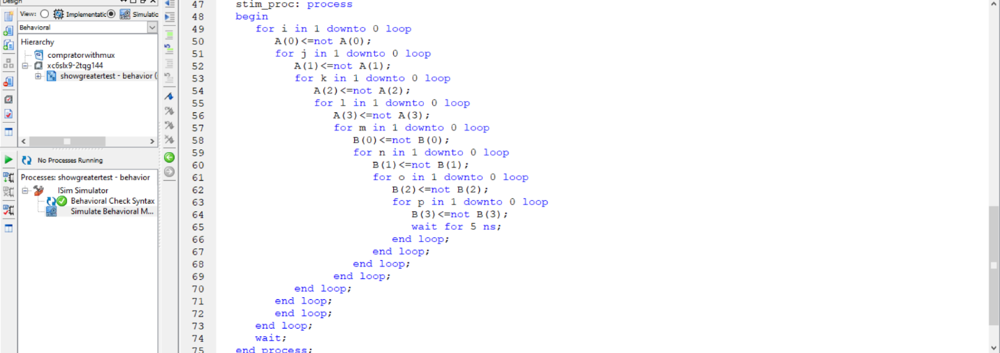 Design
View: Implementatic Simulatic
Behavioral
Hierarchy
compratorwithmux
xc6slx9-2tqg144
showgreatertest - behavior (
No Processes Running
Processes: showgreatertest - behavior
ISim Simulator
Behavioral Check Syntax
Simulate Behavioral M...
47 stim_proc: process
48 begin
49 for i in 1 downto 0 loop
50 A(0)<=not A(0);
51 for j in 1 downto 0 loop
52 A(1)<=not A(1);
53 for k in 1 downto 0 loop
54 A(2)<=not A(2);
55 for l in 1 downto 0 loop
56 A(3)<=not A(3);
57 for m in 1 downto 0 loop
58 B(0)<=not B(0);
59 for n in 1 downto 0 loop
60 B(1)<=not B(1);
61 for o in 1 downto 0 loop
62 B(2)<=not B(2);
63 for p in 1 downto 0 loop
64 B(3)<=not B(3);
65 wait for 5 ns;
66 end loop;
67 end loop;
68 end loop;
69 end loop;
70 end loop;
71 end loop;
72 end loop;
73 end loop;
74 wait;
75 end process;